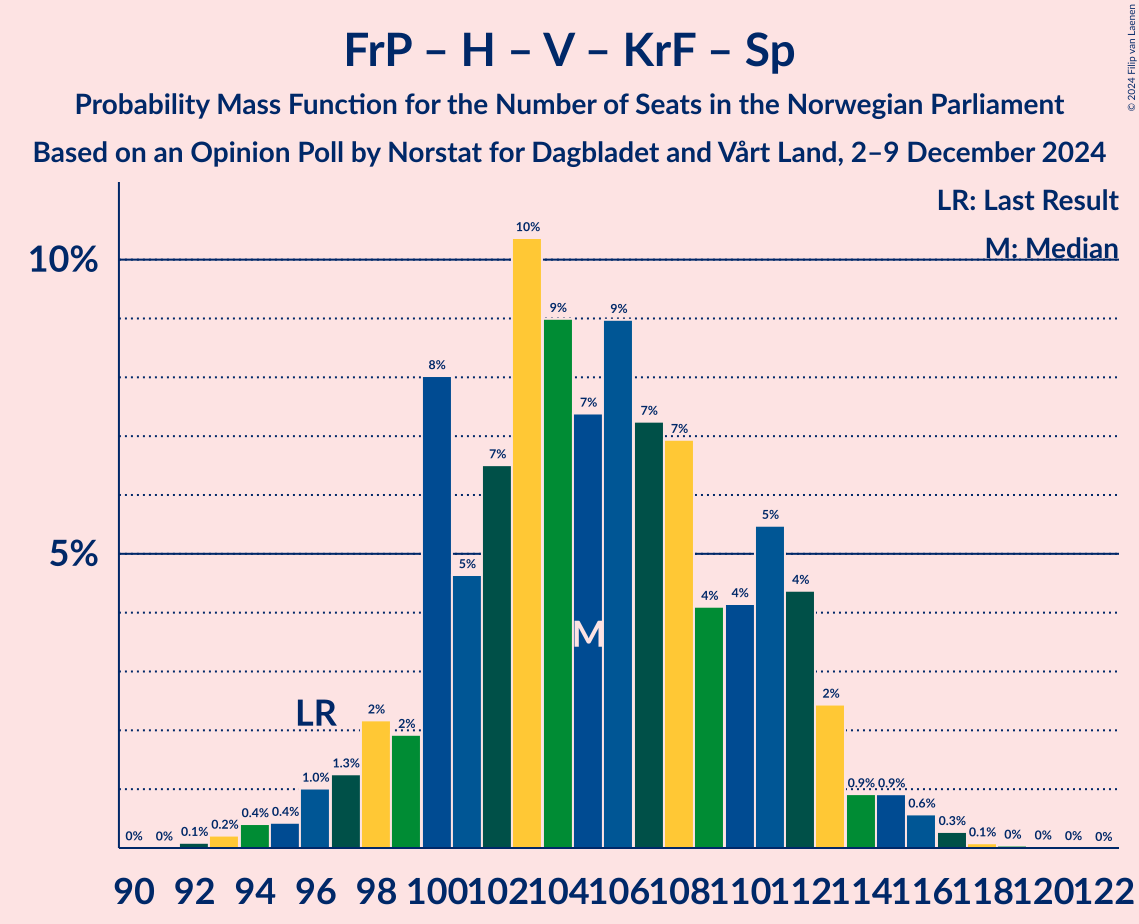 FrP – H – V – KrF – Sp
Probability Mass Function for the Number of Seats in the Norwegian Parliament
Based on an Opinion Poll by Norstat for Dagbladet and Vårt Land, 2–9 December 2024
© 2024 Filip van Laenen
LR: Last Result
M: Median
10%
5%
0% 0% 0.1% 0.2% 0.4% 0.4% 1.0% 1.3% 2% 2% 8% 5% 7% 10% 9% 7% 9% 7% 7% 4% 4% 5% 4% 2% 0.9% 0.9% 0.6% 0.3% 0.1% 0% 0% 0% 0%
LR
M
90 92 94 96 98 100 102 104 106 108 110 112 114 116 118 120 122